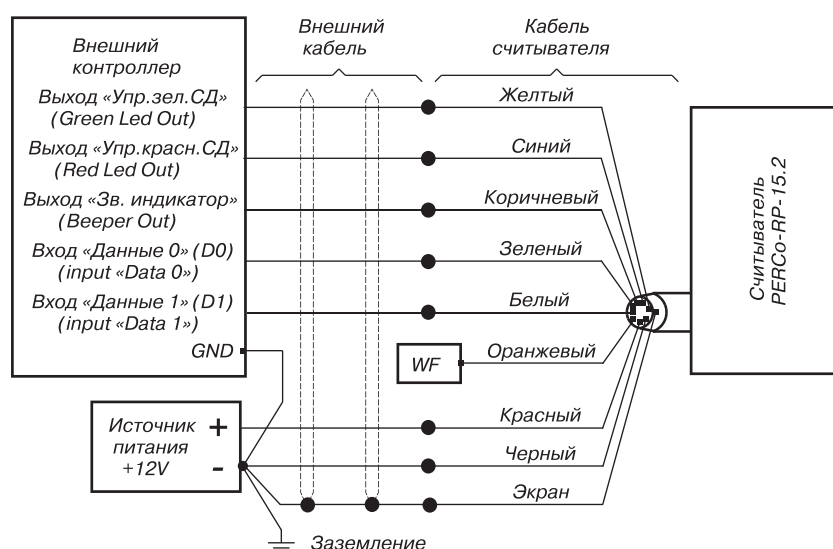 Внешний
контроллер
Выход «Упр.зел.СД»
(Green Led Out)
Выход «Упр.красн.СД»
(Red Led Out)
Выход «Зв. индикатор»
(Beeper Out)
Вход «Данные 0» (D0)
(input «Data 0»)
Вход «Данные 1» (D1)
(input «Data 1»)
GND
Источник
питания
+12V
+
-
Внешний
кабель
Кабель
считывателя
Желтый
Синий
Коричневый
Зеленый
Белый
WF
Оранжевый
Красный
Черный
Экран
Заземление
Считыватель
PERCo-RP-15.2